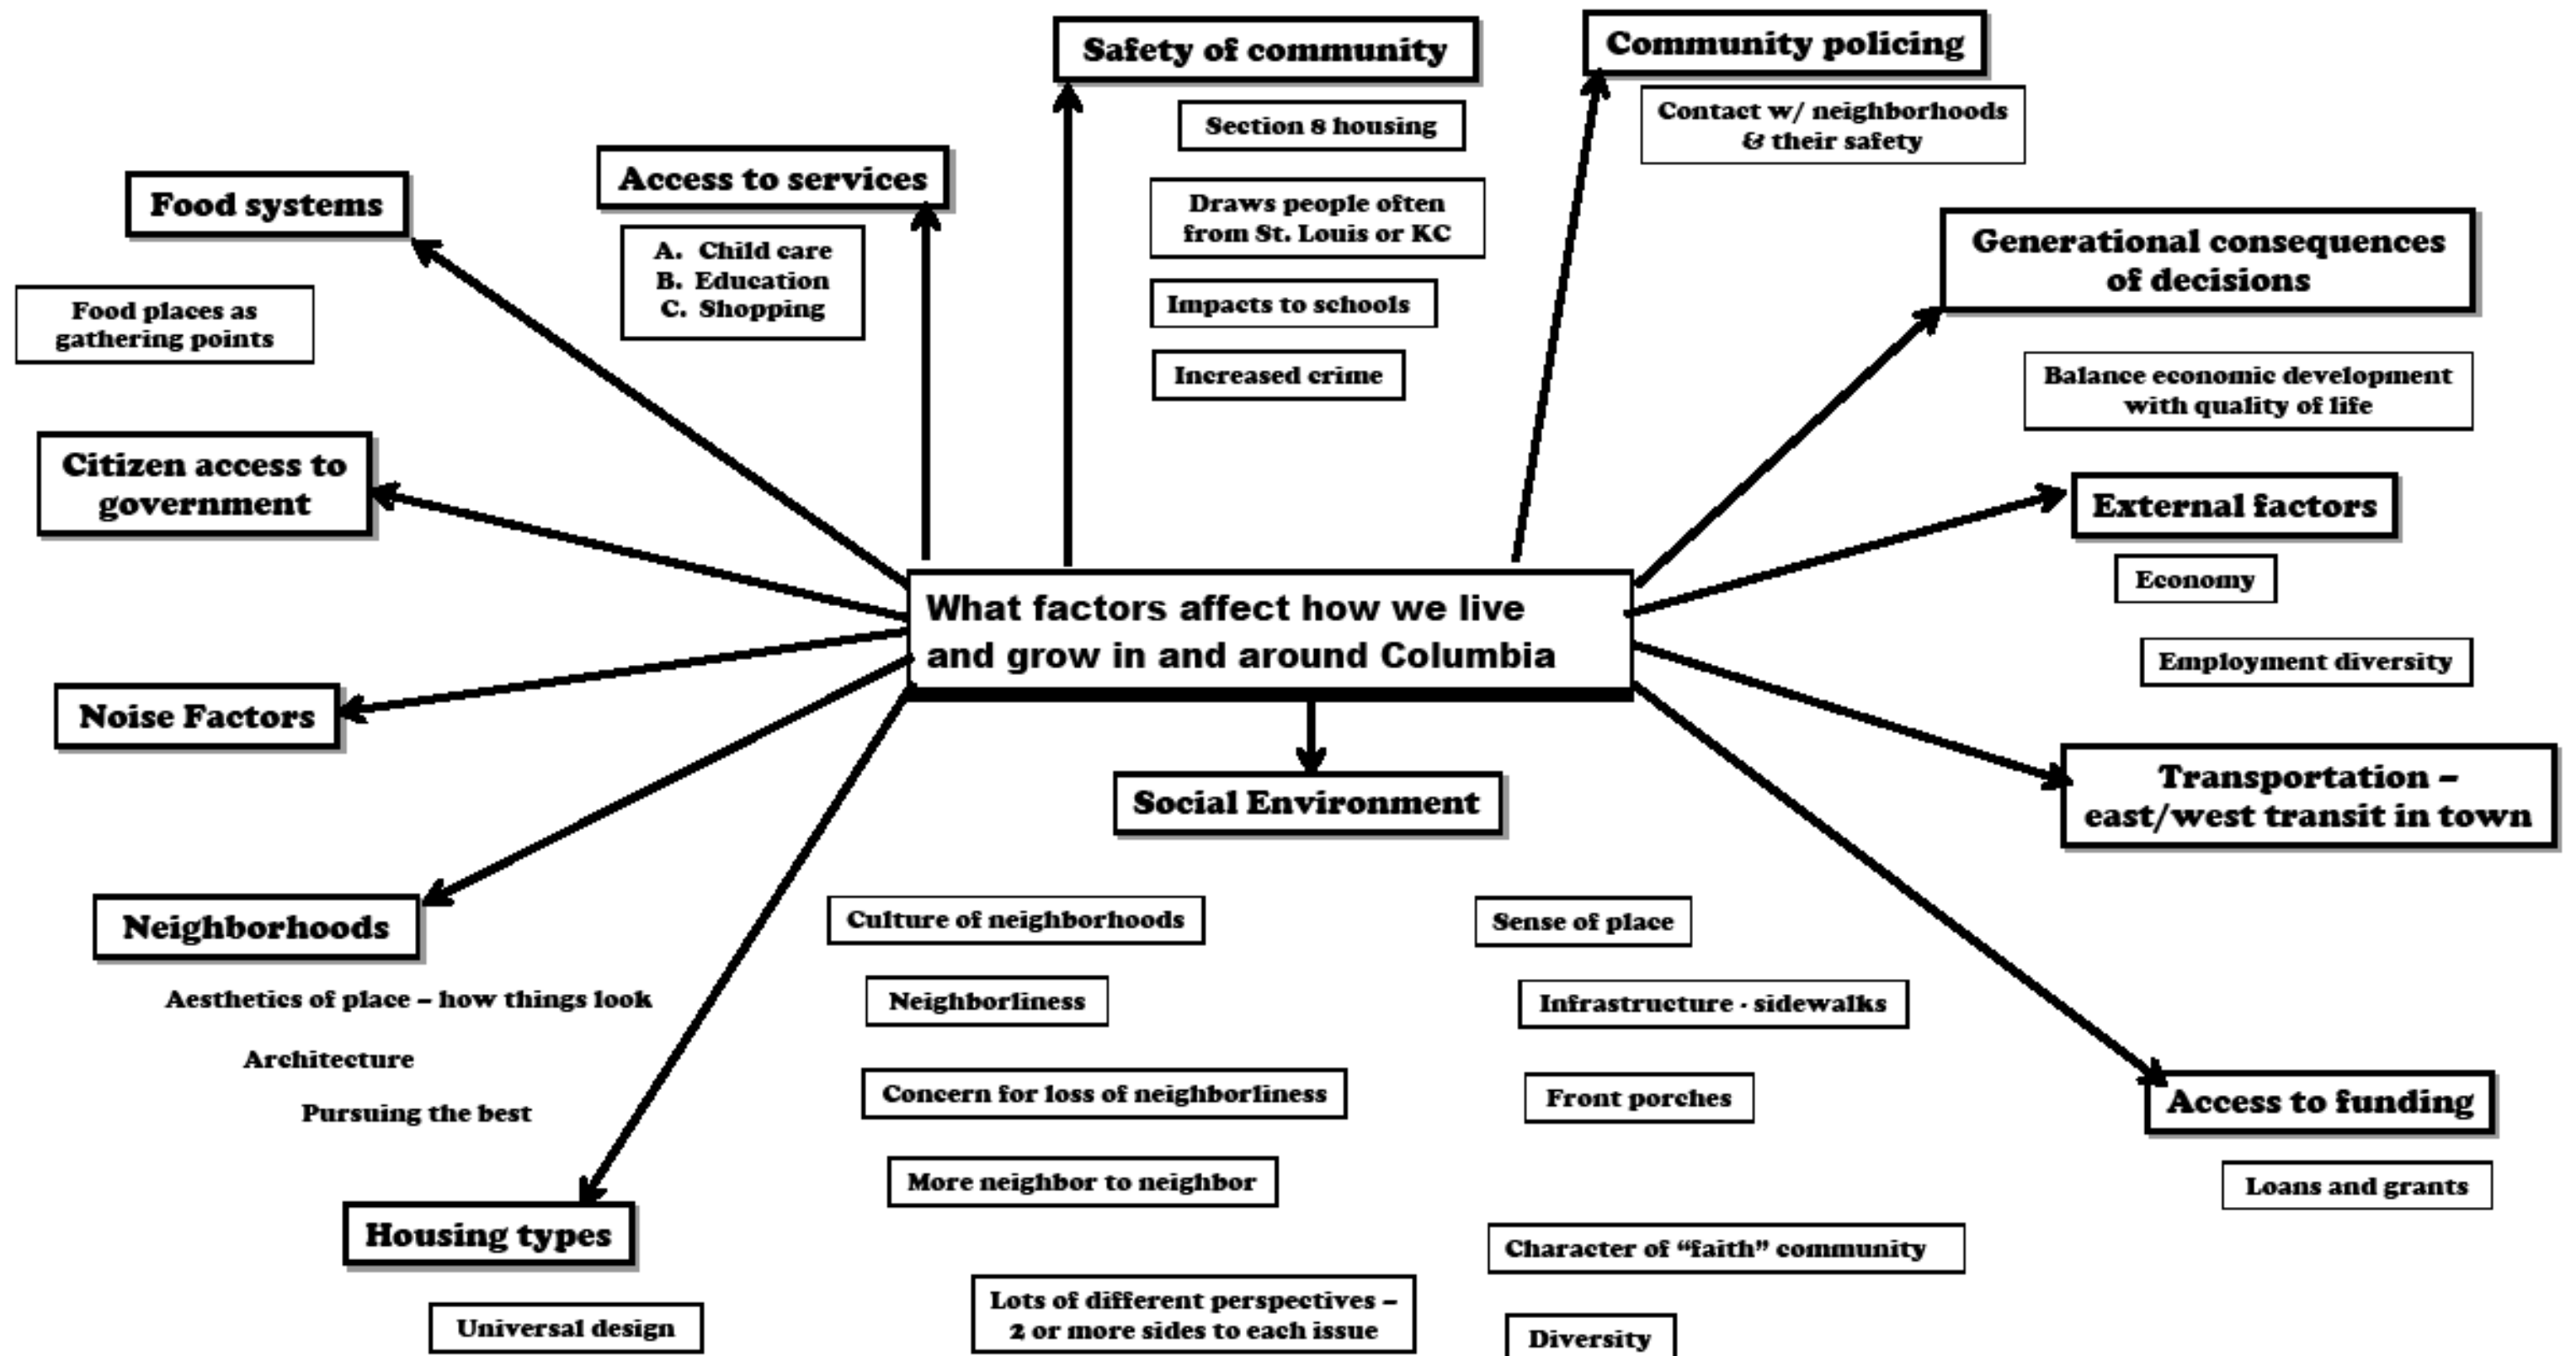 Safety of community
Section 8 housing
Draws people often
from St. Louis or KC
Impacts to schools
Increased crime
Community policing
Contact w/ neighborhoods
& their safety
Access to services
A. Child care
B. Education
C. Shopping
Food systems
Food places as
gathering points
Generational consequences
of decisions
Balance economic development
with quality of life
Citizen access to
government
External factors
Economy
Employment diversity
What factors affect how we live
and grow in and around Columbia
Noise Factors
Transportation –
east/west transit in town
Social Environment
Culture of neighborhoods
Neighborliness
Concern for loss of neighborliness
More neighbor to neighbor
Lots of different perspectives –
2 or more sides to each issue
Sense of place
Infrastructure - sidewalks
Front porches
Character of “faith” community
Diversity
Neighborhoods
Aesthetics of place – how things look
Architecture
Pursuing the best
Housing types
Universal design
Access to funding
Loans and grants